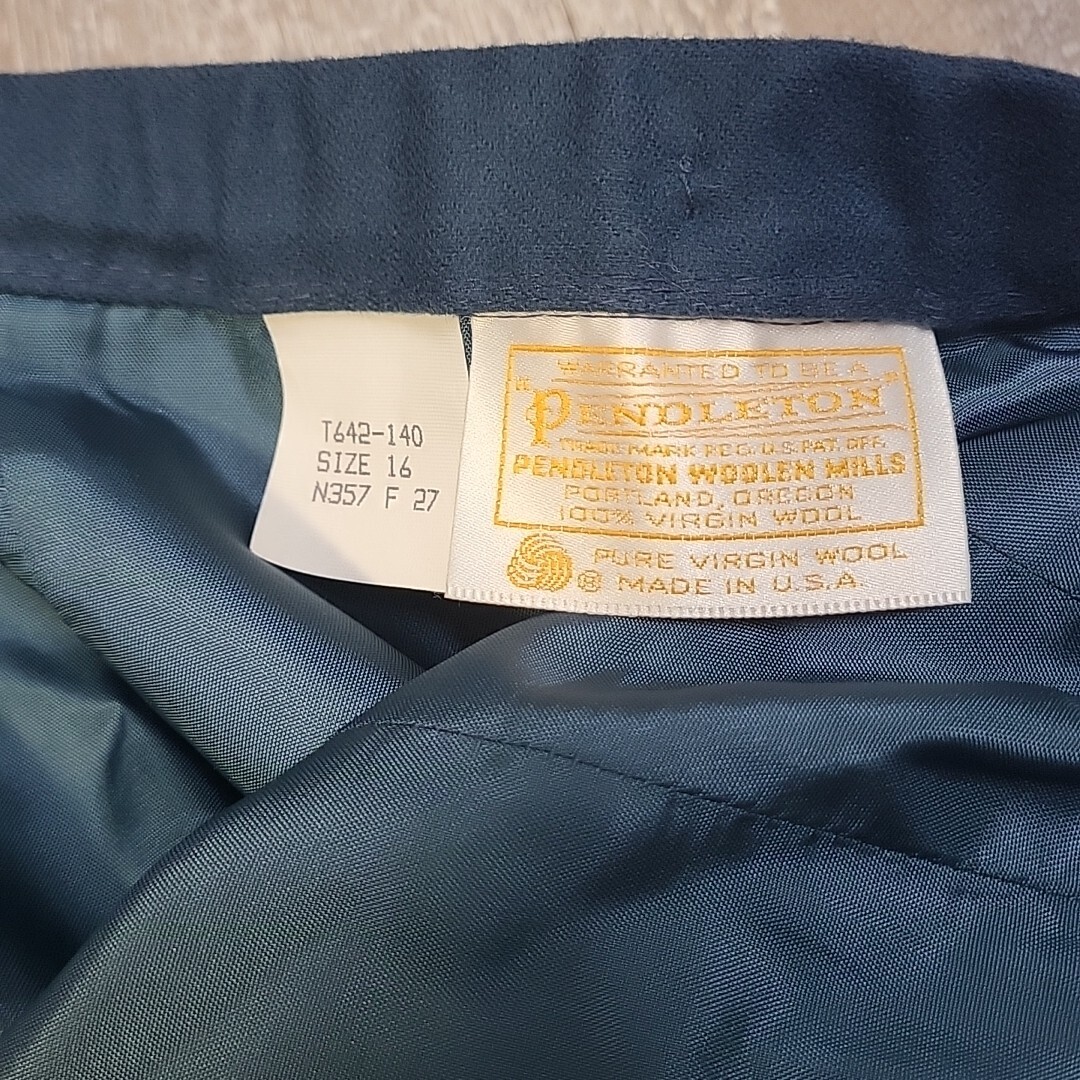 T642-140
SIZE 16
N357 F 27
WARRANTED TO BE A
"PENDLETON"
TRADE MARK REG. U.S. PAT. OFF.
PENDLETON WOOLEN MILLS
PORTLAND, OREGON
100% VIRGIN WOOL
PURE VIRGIN WOOL
® MADE IN U.S.A.